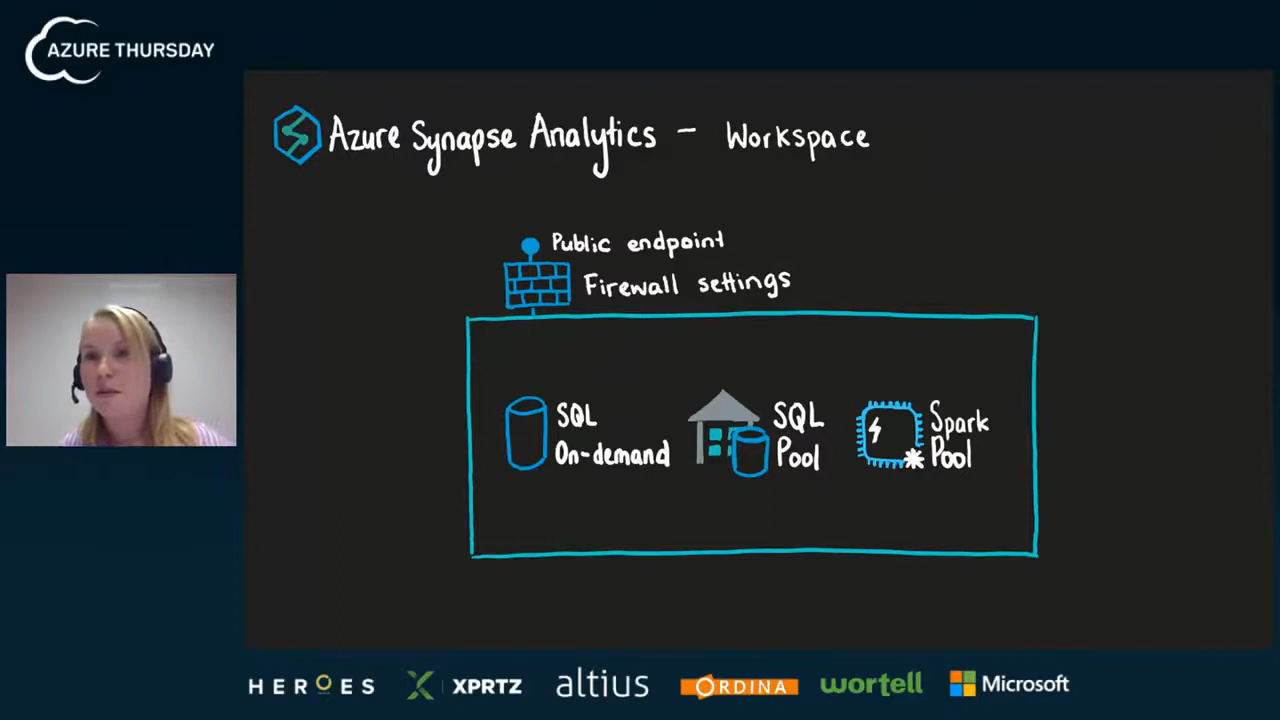 AZURE THURSDAY
Azure Synapse Analytics - Workspace
Public endpoint
Firewall settings
SQL
On-demand
SQL
Pool
Spark
Pool
HEROES
XPRTZ
altius
ORDINA
wortell
Microsoft